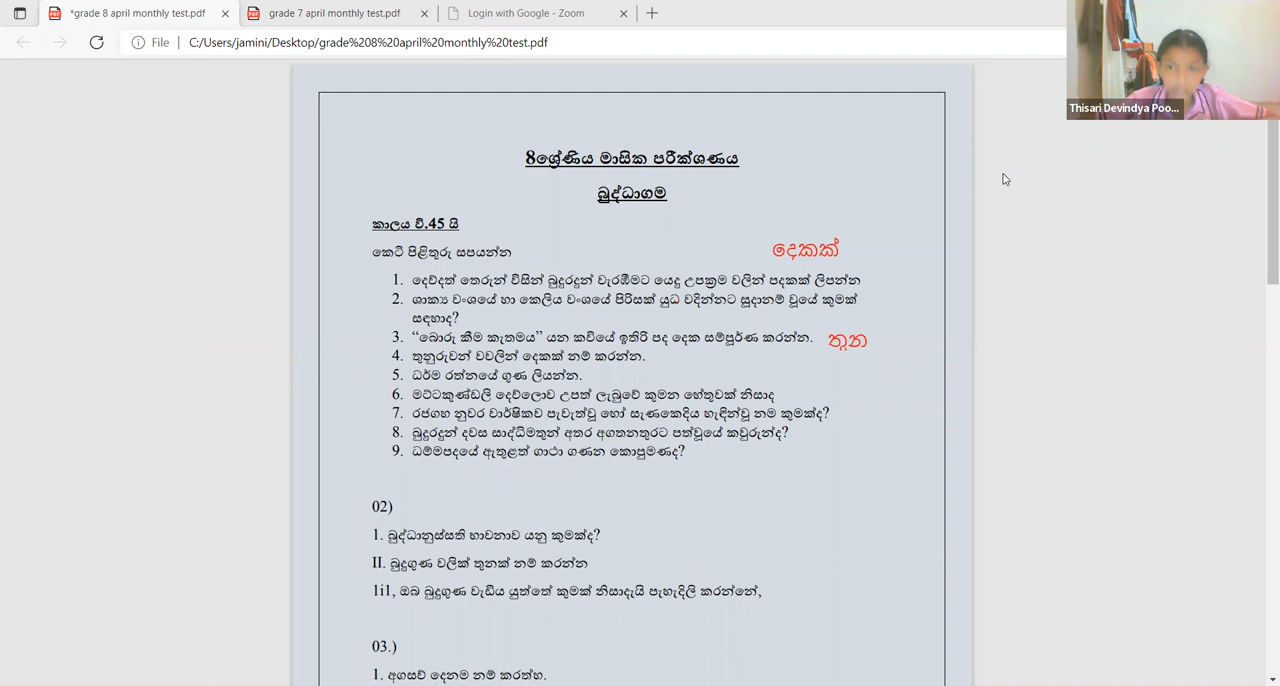 *grade 8 april monthly test.pdf
grade 7 april monthly test.pdf
Login with Google - Zoom
File
C:/Users/jamini/Desktop/grade%208%20april%20monthly%20test.pdf
Thisari Devindya Poo...
8ශ්‍රේණිය මාසික පරීක්ශණය
බුද්ධාගම
කාලය වි.45 යි
කෙටි පිළිතුරු සපයන්න
දෙකක්
1. දෙව්දත් තෙරුන් විසින් බුදුරදුන් වැරඹීමට යෙදු උපක්‍රම වලින් පදකක් ලිපන්න
2. ශාක්‍ය වංශයේ හා කෙලිය වංශයේ පිරිසක් යුධ වදින්නට සූදානම් වූයේ කුමක්
සඳහාද?
3. “බොරු කීම කැතමය” යන කවියේ ඉතිරි පද දෙක සම්පූර්ණ කරන්න.
තුන
4. තුනුරුවන් වවලින් දෙකක් නම් කරන්න.
5. ධර්ම රත්නයේ ගුණ ලියන්න.
6. මට්ටකුණ්ඩලි දෙව්ලොව උපත් ලැබුවේ කුමන හේතුවක් නිසාද
7. රජගහ නුවර වාර්ෂිකව පැවැත්වූ හෝ සැණකෙදිය හැඳින්වූ නම කුමක්ද?
8. බුදුරදුන් දවස සාද්ධිමතුන් අතර අගතනතුරට පත්වූයේ කවුරුන්ද?
9. ධම්මපදයේ ඇතුළත් ගාථා ගණන කොපුමණද?
02)
1. බුද්ධානුස්සති භාවනාව යනු කුමක්ද?
II. බුදුගුණ වලික් තුනක් නම් කරන්න
1i1, ඔබ බුදුගුණ වැඩිය යුත්තේ කුමක් නිසාදැයි පැහැදිලි කරන්නේ,
03.)
1. අගසව් දෙනම නම් කරත්හ.